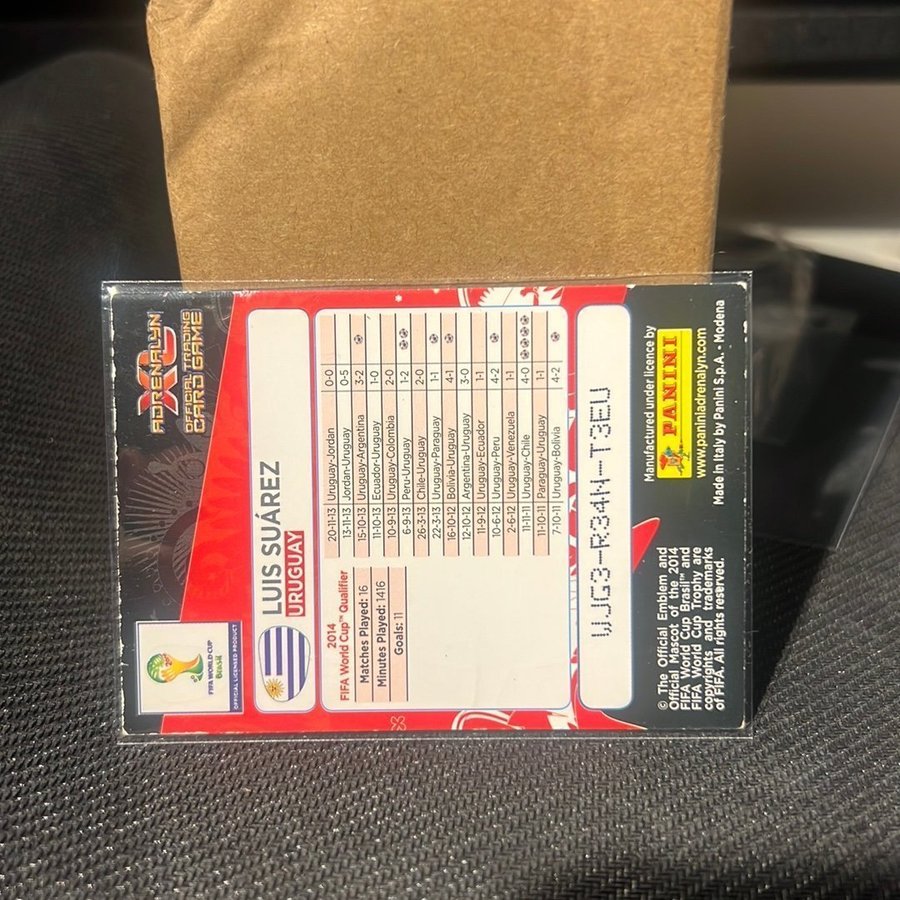 ADRENALYN
XL
OFFICIAL TRADING
CARD GAME
FIFA WORLD CUP
Brasil
OFFICIAL LICENSED PRODUCT
LUIS SUÁREZ
URUGUAY
2014
FIFA World Cup™ Qualifier
Matches Played: 16
Minutes Played: 1416
Goals: 11
20-11-13 Uruguay-Jordan 0-0
13-11-13 Jordan-Uruguay 0-5
15-10-13 Uruguay-Argentina 3-2
11-10-13 Ecuador-Uruguay 1-0
10-9-13 Uruguay-Colombia 2-0
6-9-13 Peru-Uruguay 1-2
26-3-13 Chile-Uruguay 2-0
22-3-13 Uruguay-Paraguay 1-1
16-10-12 Bolivia-Uruguay 4-1
12-10-12 Argentina-Uruguay 3-0
11-9-12 Uruguay-Ecuador 1-1
10-6-12 Uruguay-Peru 4-2
2-6-12 Uruguay-Venezuela 1-1
11-11-11 Uruguay-Chile 4-0
11-10-11 Paraguay-Uruguay 1-1
7-10-11 Uruguay-Bolivia 4-2
WJG3-R34N-T3EU
© The Official Emblem and
Official Mascot of the 2014
FIFA World Cup Brasil™ and
FIFA World Cup Trophy are
copyrights and trademarks
of FIFA. All rights reserved.
Manufactured under licence by
PANINI
www.paniniadrenalyn.com
Made in Italy by Panini S.p.A. - Modena